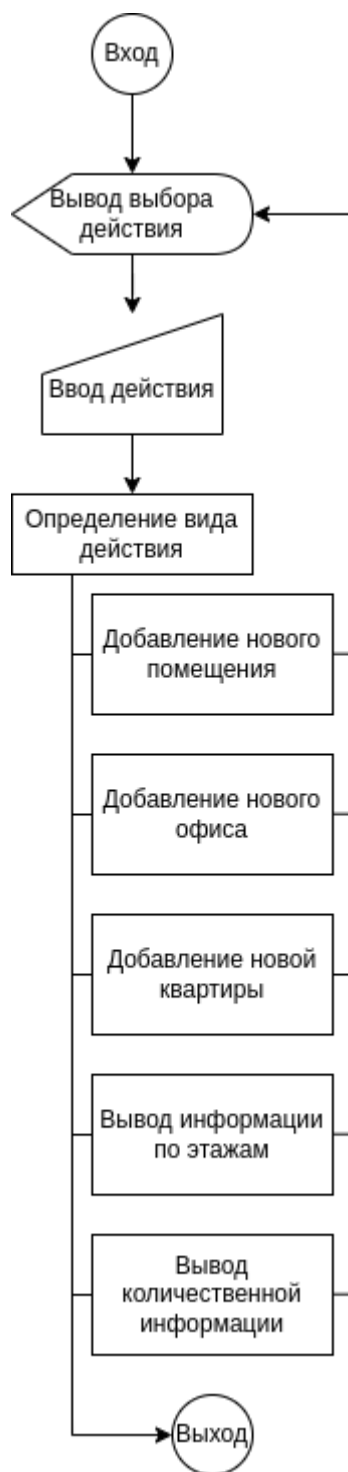 Вход
Вывод выбора
действия
Ввод действия
Определение вида
действия
Добавление нового
помещения
Добавление нового
офиса
Добавление новой
квартиры
Вывод информации
по этажам
Вывод
количественной
информации
Выход